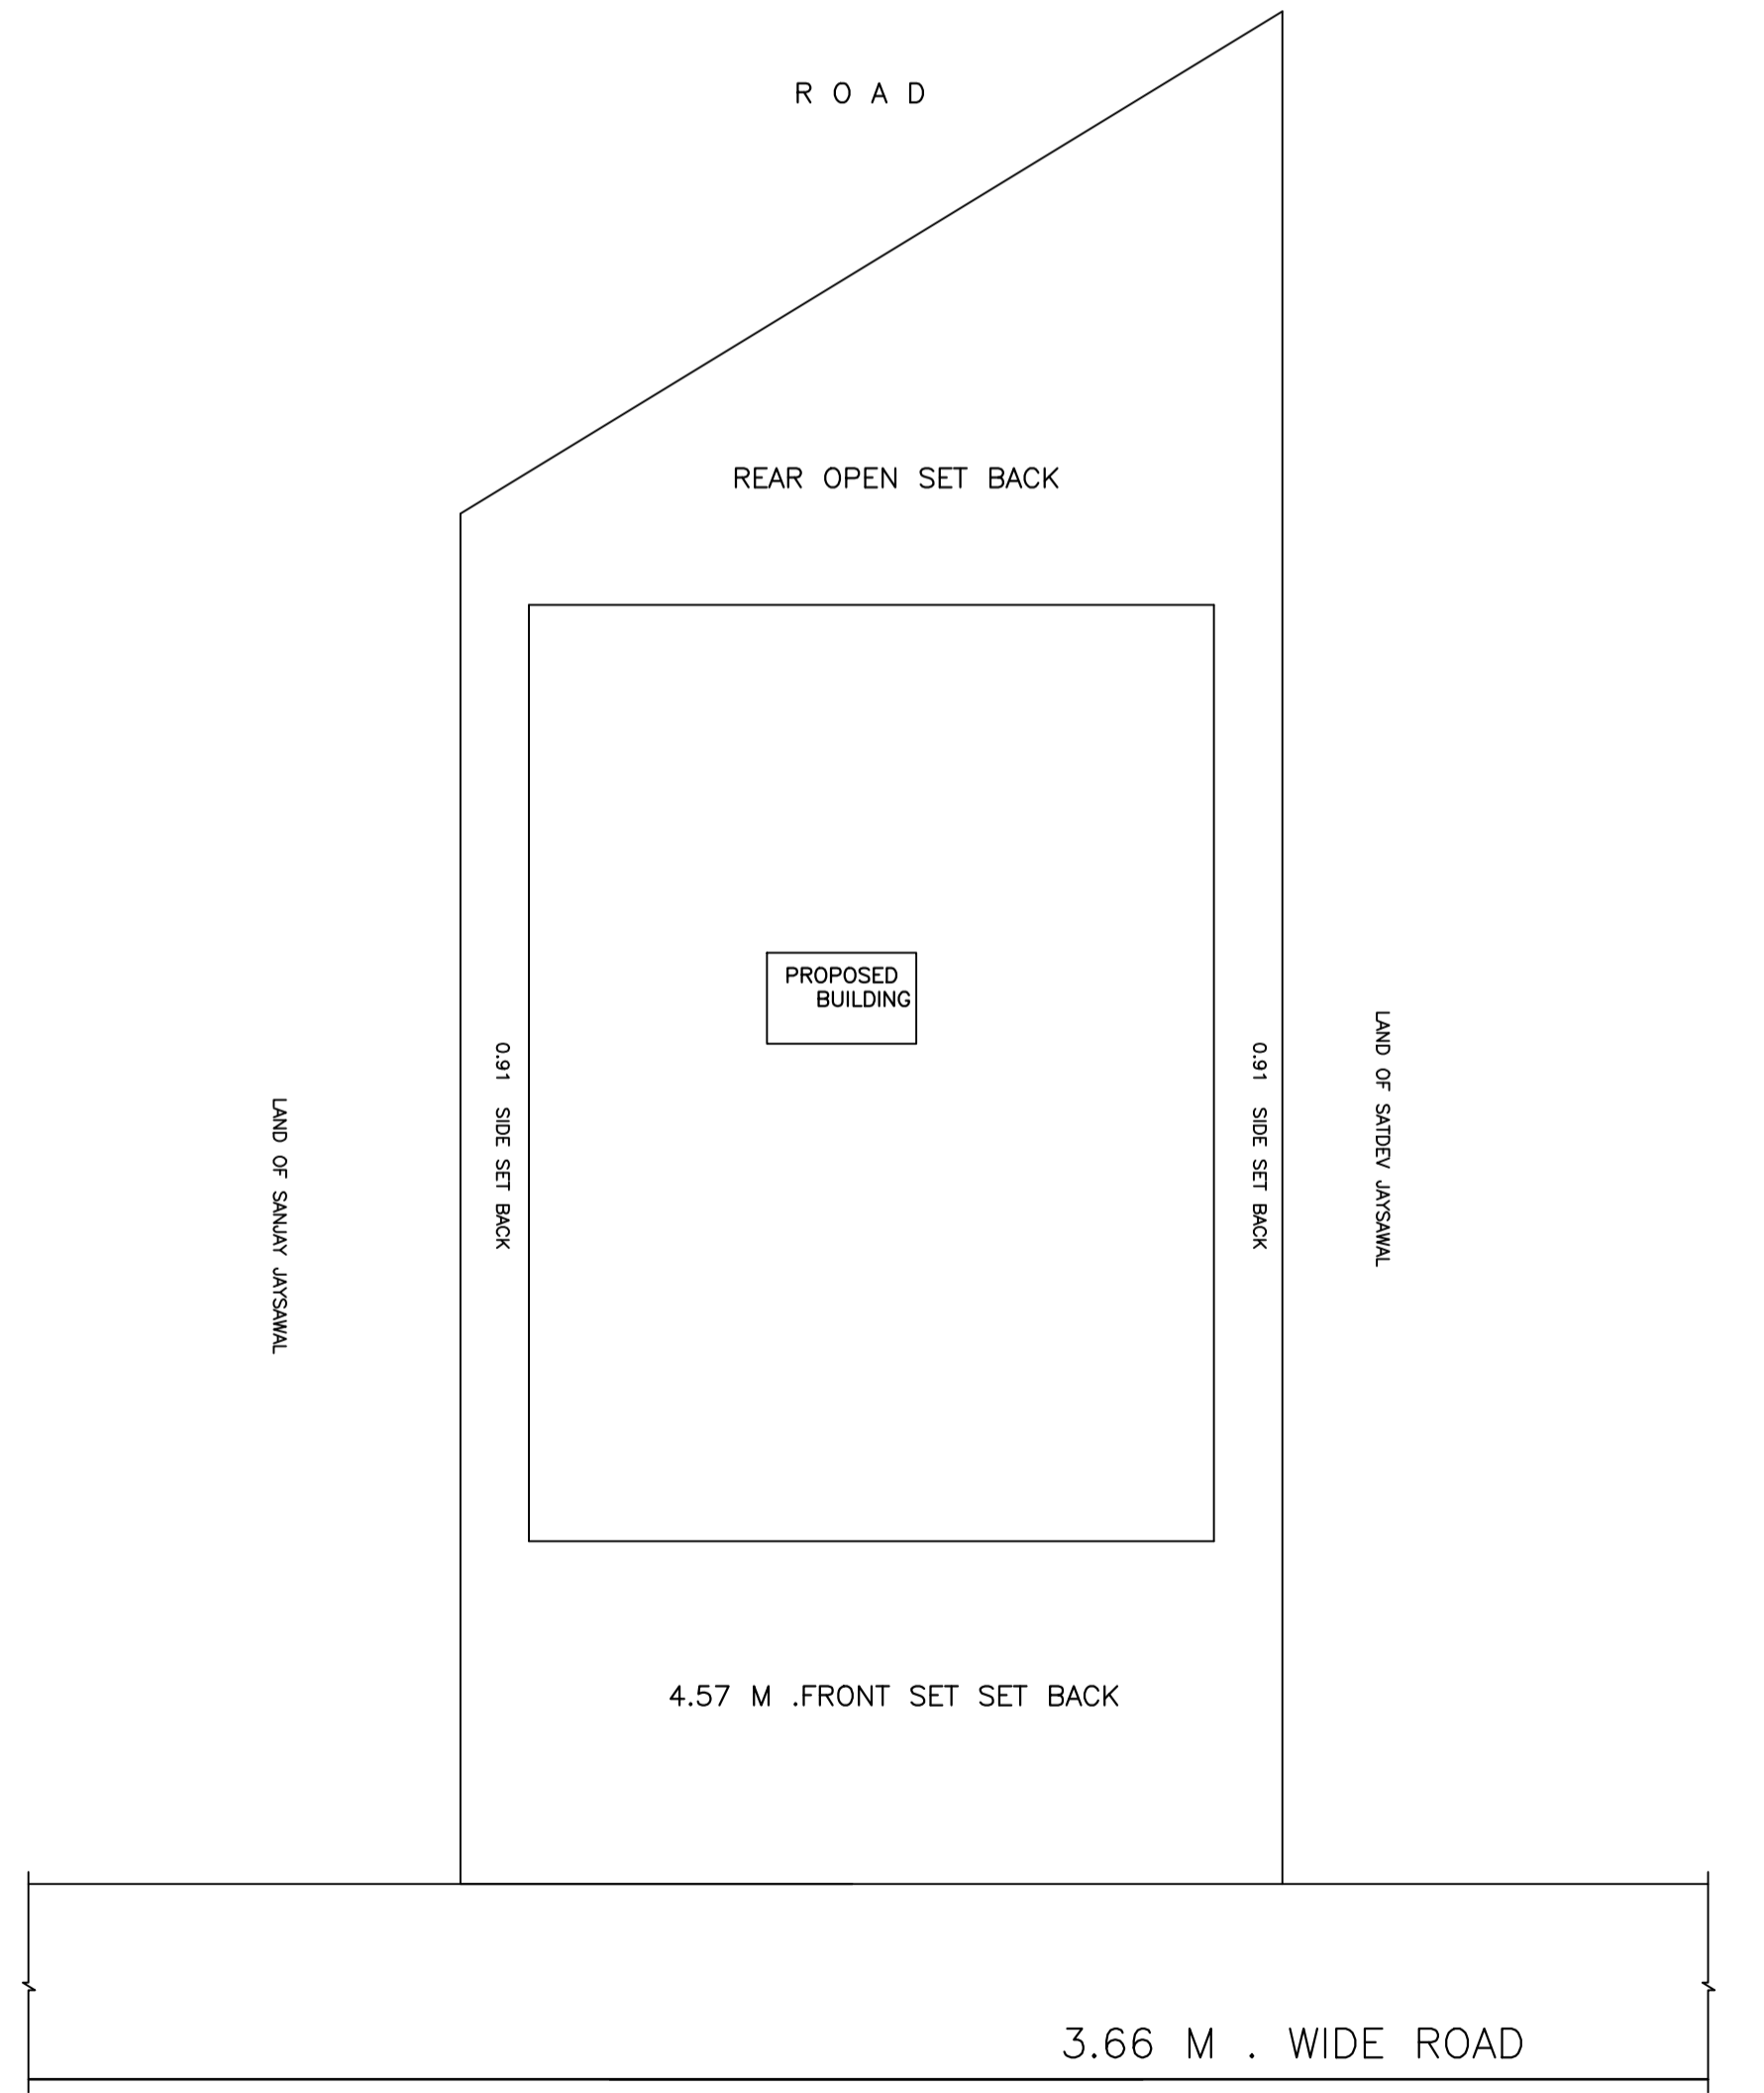 R O A D
REAR OPEN SET BACK
PROPOSED
BUILDING
0.91 SIDE SET BACK
0.91 SIDE SET BACK
LAND OF SATDEV JAYSAWAL
LAND OF SANJAY JAYSAWAL
4.57 M .FRONT SET SET BACK
3.66 M . WIDE ROAD